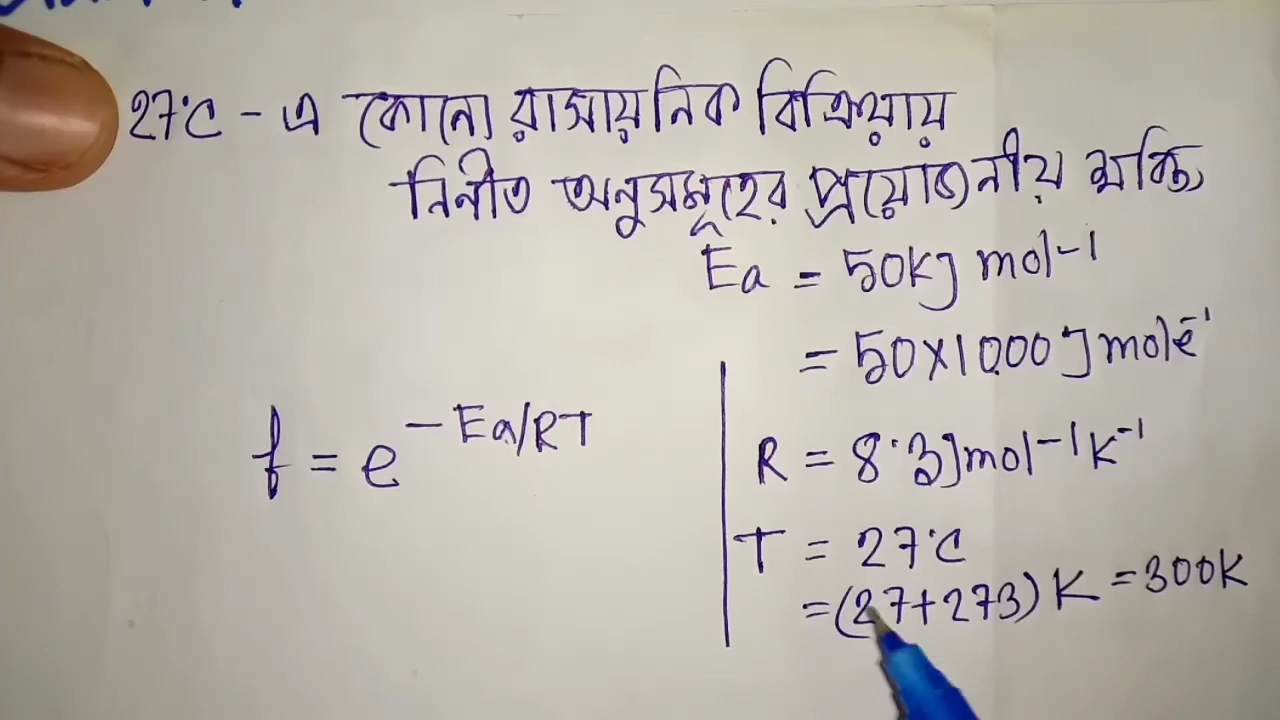 27°C - এ কোনো রাসায়নিক বিক্রিয়ায়
নির্নীত অনুসমূহের প্রয়োজনীয় শক্তি
Ea = 50KJ mol-1
= 50×1000 J mole⁻¹
f = e^-Ea/RT
R = 8.3J mol⁻¹ K⁻¹
T = 27°C
= (27+273) K = 300K